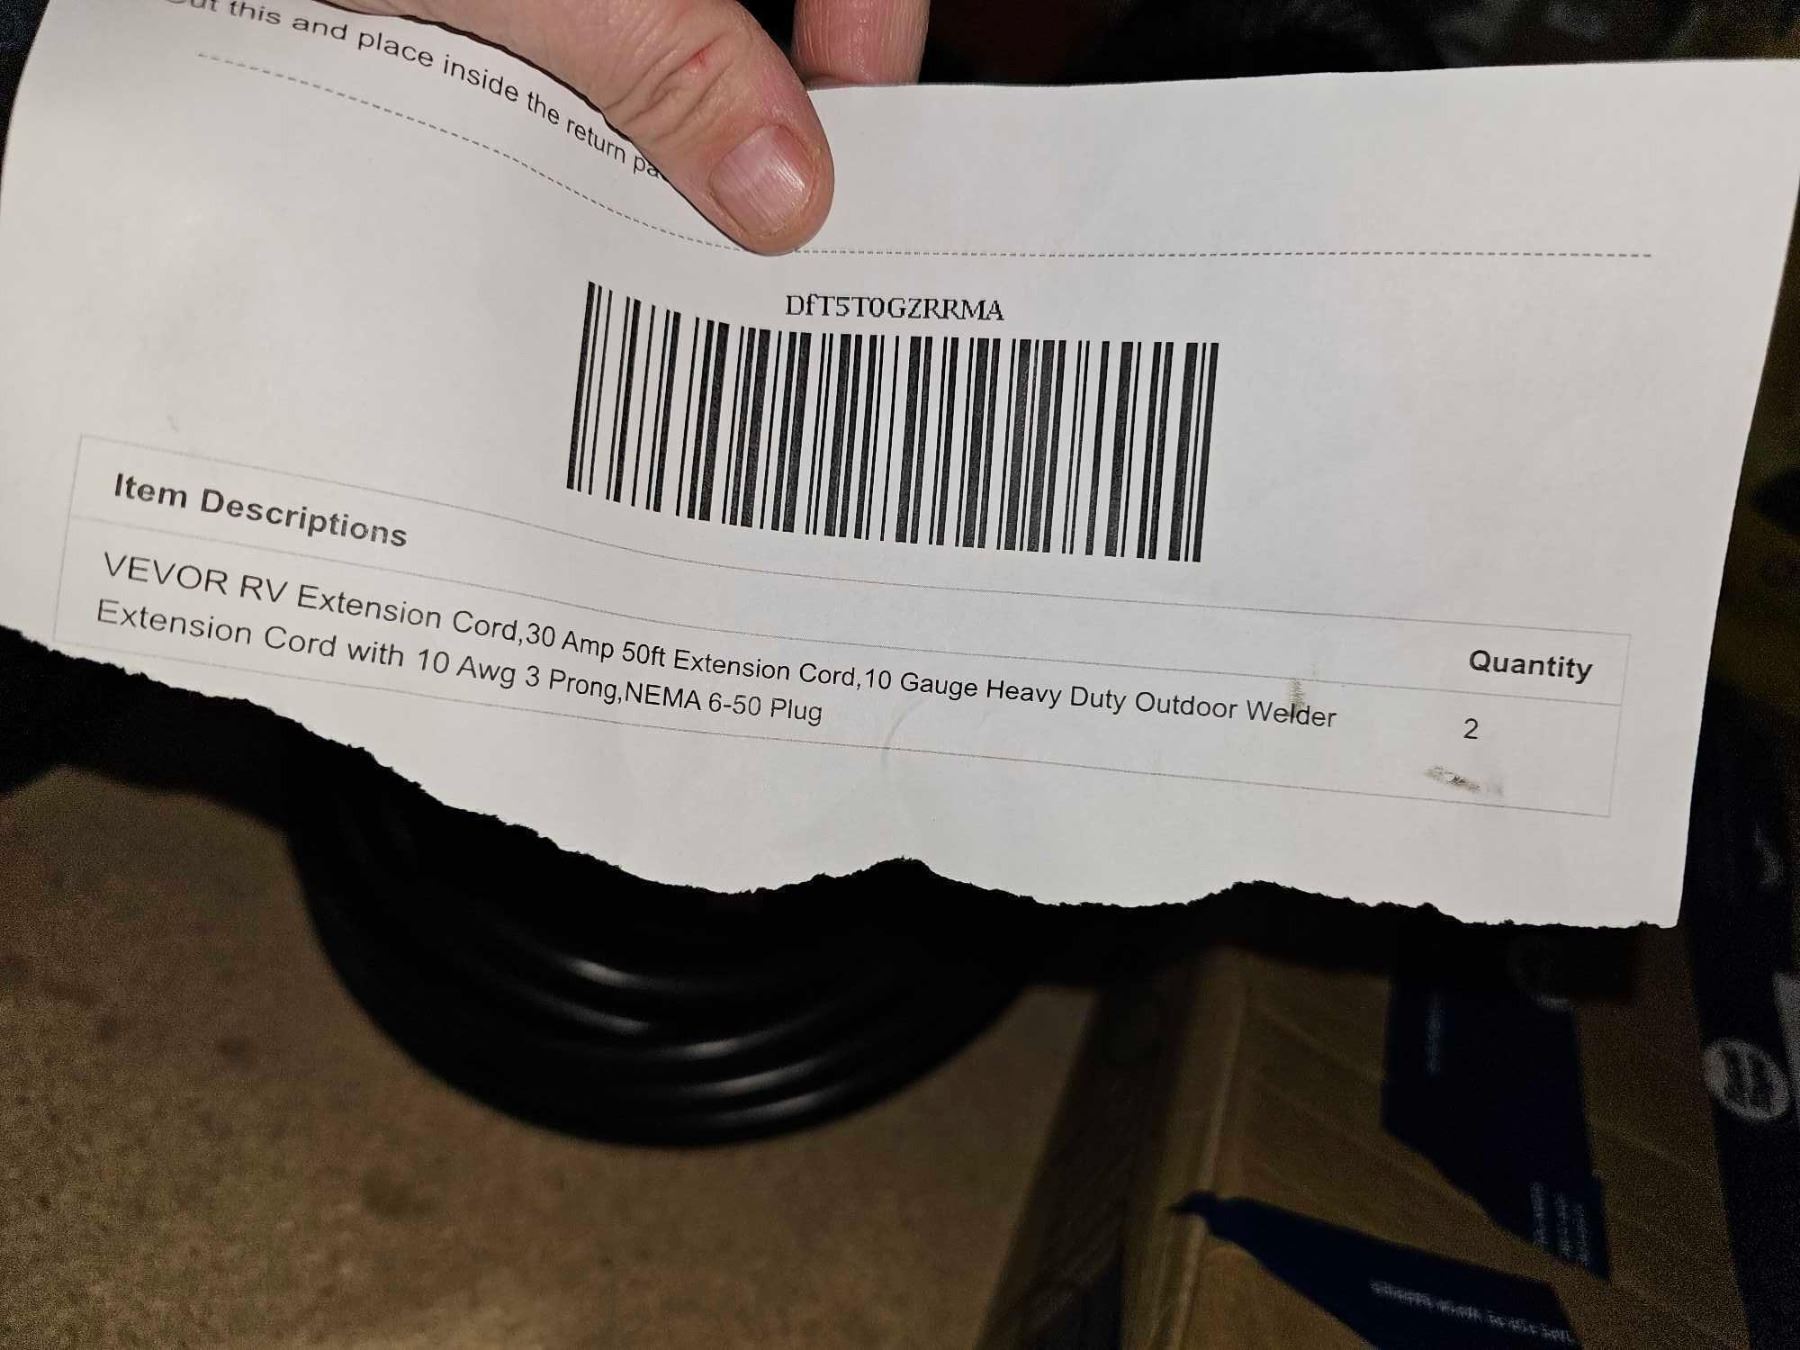 this and place inside the return
DfT5T0GZRRMA
Item Descriptions
Quantity
VEVOR RV Extension Cord,30 Amp 50ft Extension Cord,10 Gauge Heavy Duty Outdoor Welder
Extension Cord with 10 Awg 3 Prong,NEMA 6-50 Plug
2